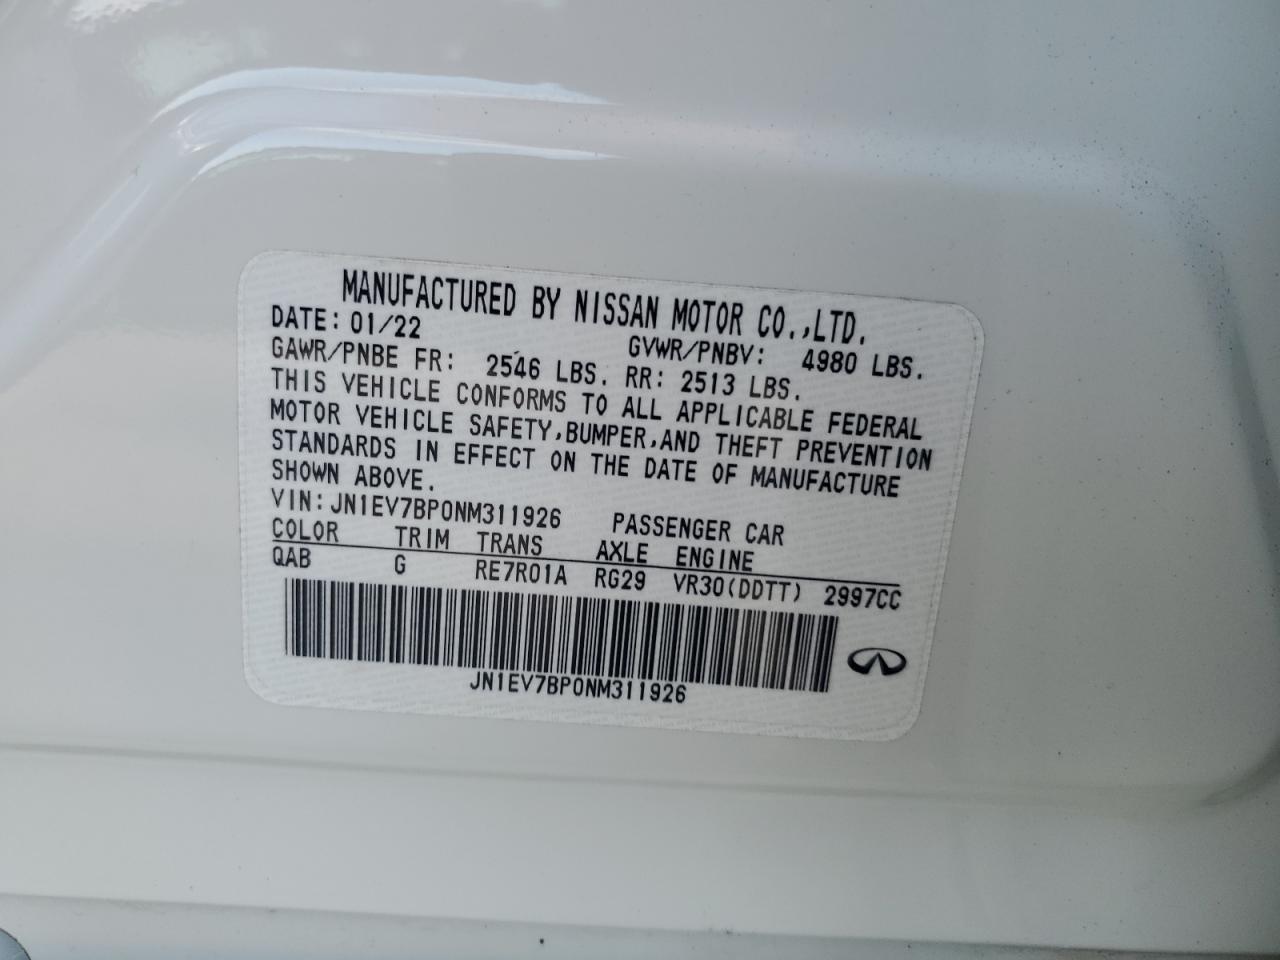 MANUFACTURED BY NISSAN MOTOR CO.,LTD.
DATE: 01/22 GVWR/PNBV: 4980 LBS.
GAWR/PNBE FR: 2546 LBS. RR: 2513 LBS.
THIS VEHICLE CONFORMS TO ALL APPLICABLE FEDERAL
MOTOR VEHICLE SAFETY,BUMPER,AND THEFT PREVENTION
STANDARDS IN EFFECT ON THE DATE OF MANUFACTURE
SHOWN ABOVE.
VIN:JN1EV7BP0NM311926 PASSENGER CAR
COLOR TRIM TRANS AXLE ENGINE
QAB G RE7R01A RG29 VR30(DDTT) 2997CC
JN1EV7BP0NM311926